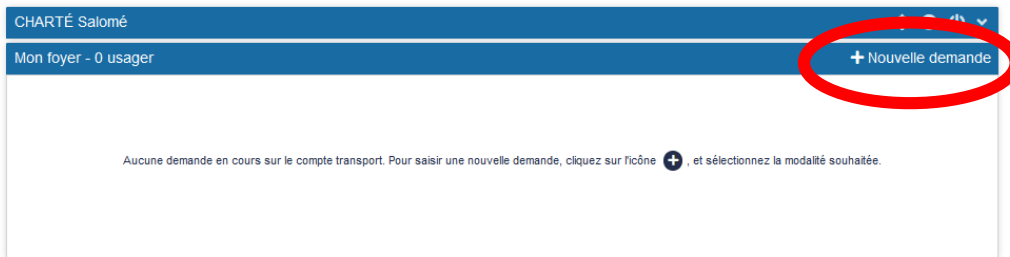 CHARTÉ Salomé
Mon foyer - 0 usager
Nouvelle demande
Aucune demande en cours sur le compte transport. Pour saisir une nouvelle demande, cliquez sur l'icône , et sélectionnez la modalité souhaitée.